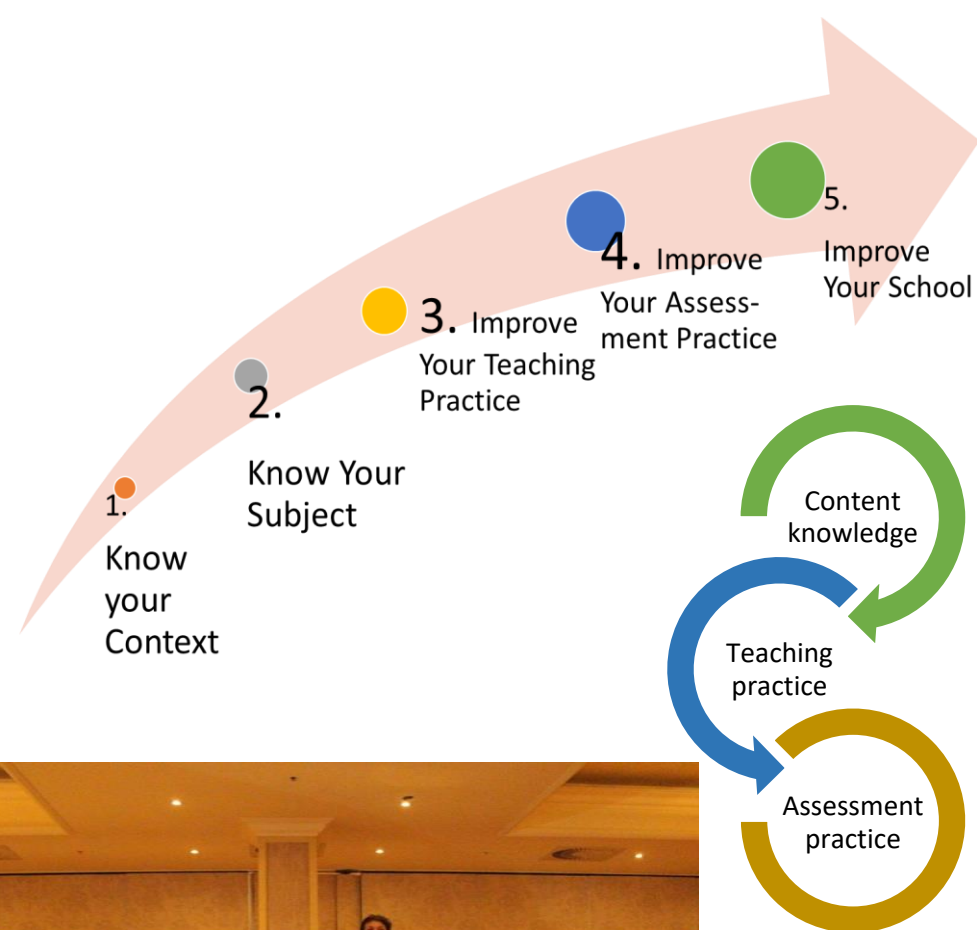 1.
Know
your
Context
2.
Know Your
Subject
3. Improve
Your Teaching
Practice
4. Improve
Your Assess-
ment Practice
5.
Improve
Your School
Content
knowledge
Teaching
practice
Assessment
practice